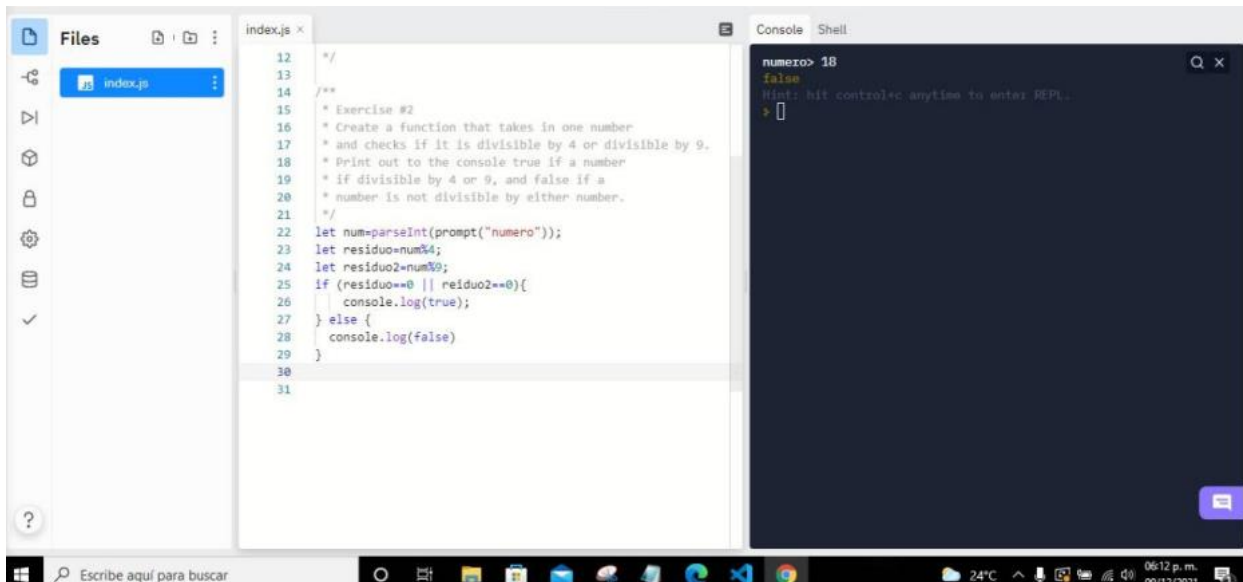 Files
index.js ×
Console Shell
JS index.js
12 */
13
14 /**
15 * Exercise #2
16 * Create a function that takes in one number
17 * and checks if it is divisible by 4 or divisible by 9.
18 * Print out to the console true if a number
19 * if divisible by 4 or 9, and false if a
20 * number is not divisible by either number.
21 */
22 let num=parseInt(prompt("numero"));
23 let residuo=num%4;
24 let residuo2=num%9;
25 if (residuo==0 || reiduo2==0){
26 console.log(true);
27 } else {
28 console.log(false)
29 }
30
31
numero> 18
false
Hint: hit control+c anytime to enter REPL.
>
?
Escribe aquí para buscar
24°C
06:12 p. m.